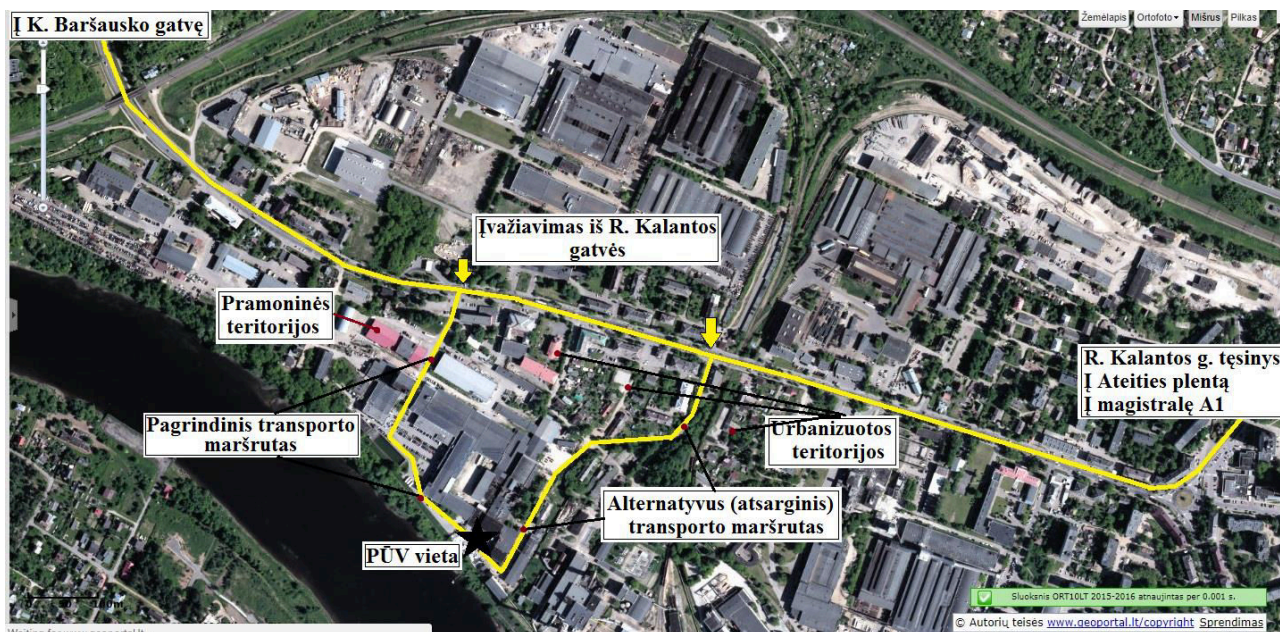 Į K. Baršausko gatvę
Žemėlapis Ortofoto Mišrus Pilkas
Įvažiavimas iš R. Kalantos
gatvės
Pramoninės
teritorijos
R. Kalantos g. tęsinys
Į Ateities plentą
Į magistralę A1
Pagrindinis transporto
maršrutas
Urbanizuotos
teritorijos
Alternatyvus (atsarginis)
transporto maršrutas
PŪV vieta
Sluoksnis ORT10LT 2015-2016 atnaujintas per 0.001 s.
© Autorių teisės www.geoportal.lt/copyright Sprendimas